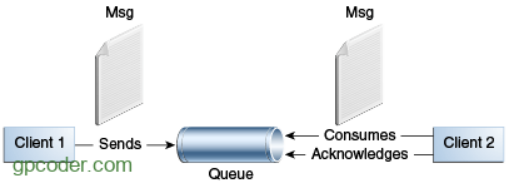 Msg
Msg
Client 1
Sends
Consumes
Acknowledges
Client 2
gpcoder.com
Queue